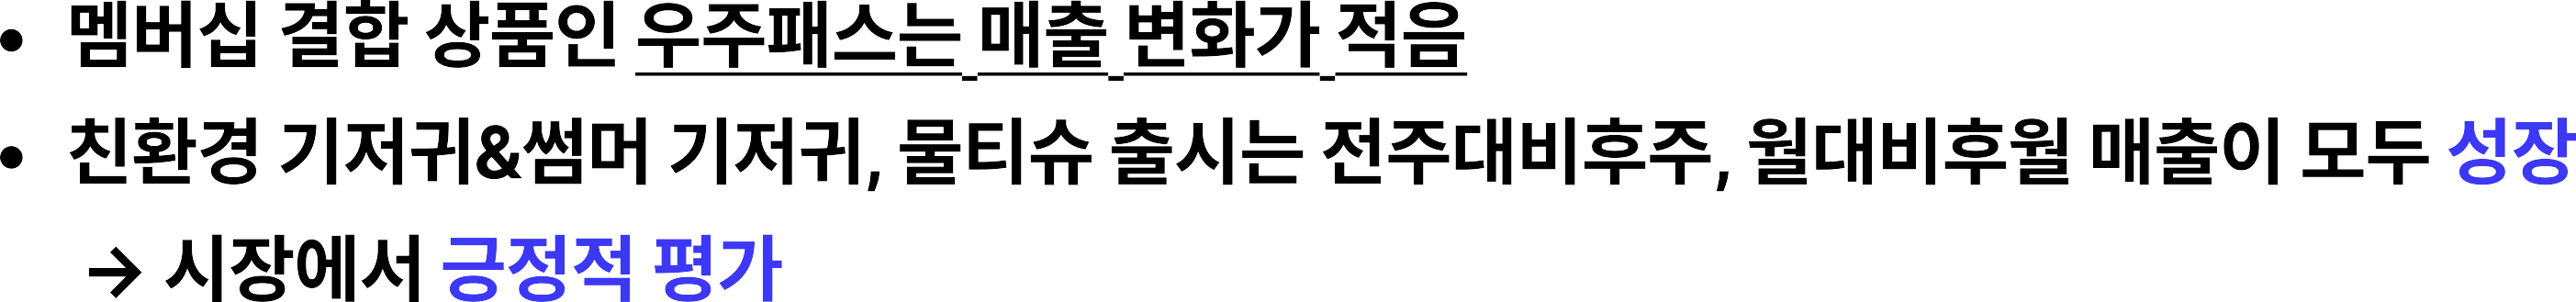 • 멤버십 결합 상품인 우주패스는 매출 변화가 적음
• 친환경 기저귀&썸머 기저귀, 물티슈 출시는 전주대비후주, 월대비후월 매출이 모두 성장
→ 시장에서 긍정적 평가